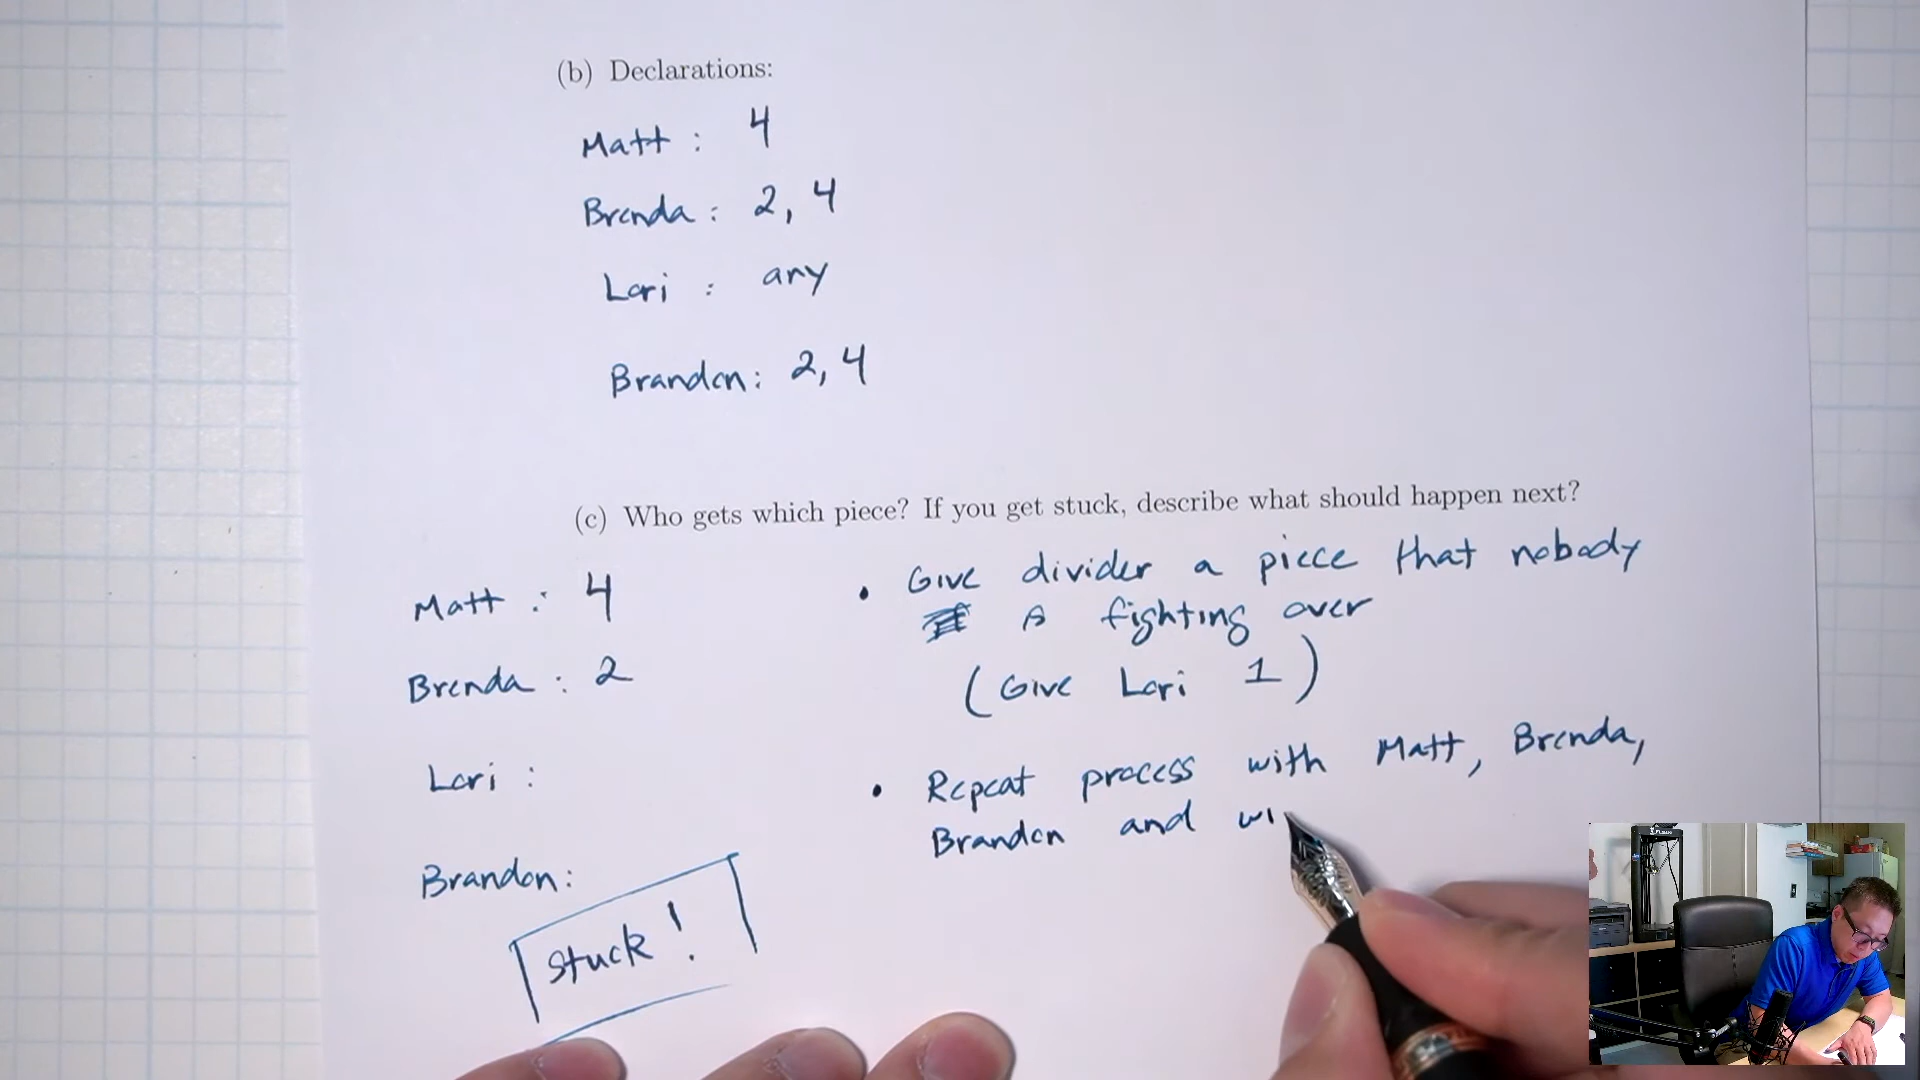 (b) Declarations:
Matt : 4
Brenda : 2, 4
Lori : any
Brandon: 2, 4
(c) Who gets which piece? If you get stuck, describe what should happen next?
Matt : 4
Brenda : 2
Lori :
Brandon:
stuck!
• Give divider a piece that nobody
is fighting over
(Give Lori 1)
• Repeat process with Matt, Brenda,
Brandon and wi